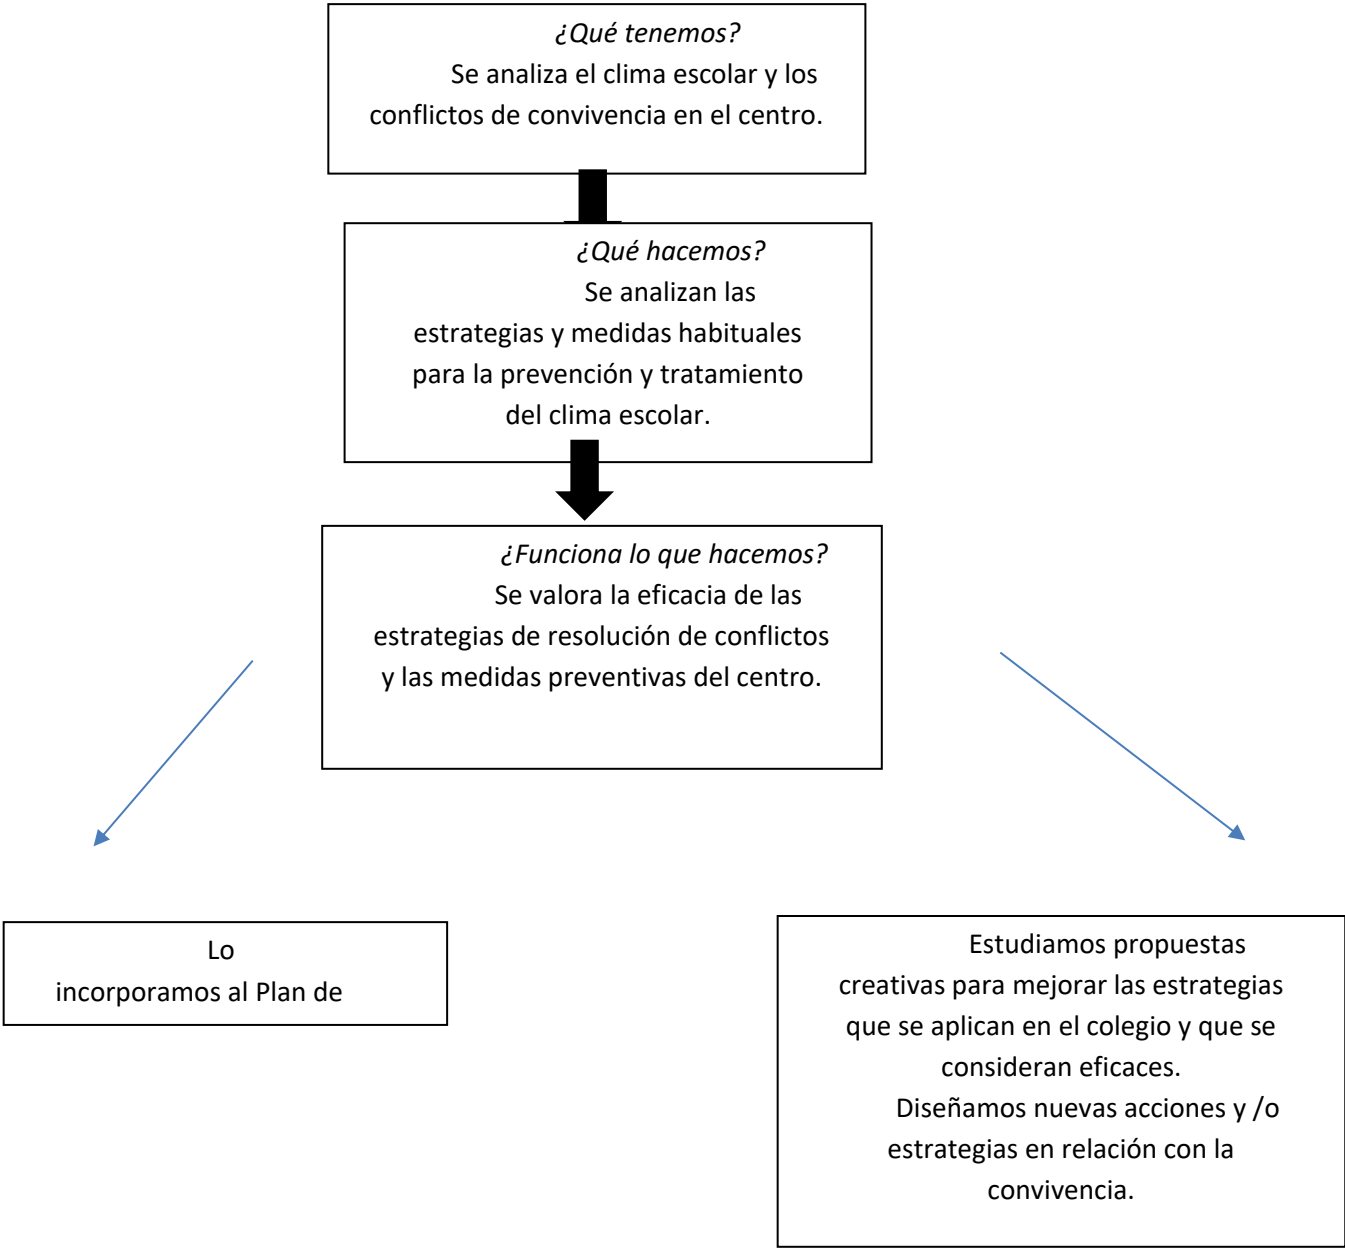 ¿Qué tenemos?
Se analiza el clima escolar y los
conflictos de convivencia en el centro.
¿Qué hacemos?
Se analizan las
estrategias y medidas habituales
para la prevención y tratamiento
del clima escolar.
¿Funciona lo que hacemos?
Se valora la eficacia de las
estrategias de resolución de conflictos
y las medidas preventivas del centro.
Lo
incorporamos al Plan de
Estudiamos propuestas
creativas para mejorar las estrategias
que se aplican en el colegio y que se
consideran eficaces.
Diseñamos nuevas acciones y /o
estrategias en relación con la
convivencia.